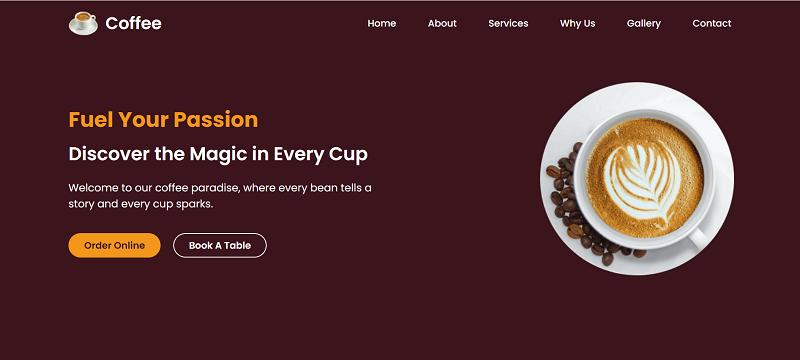 Coffee
Home About Services Why Us Gallery Contact
Fuel Your Passion
Discover the Magic in Every Cup
Welcome to our coffee paradise, where every bean tells a
story and every cup sparks.
Order Online
Book A Table